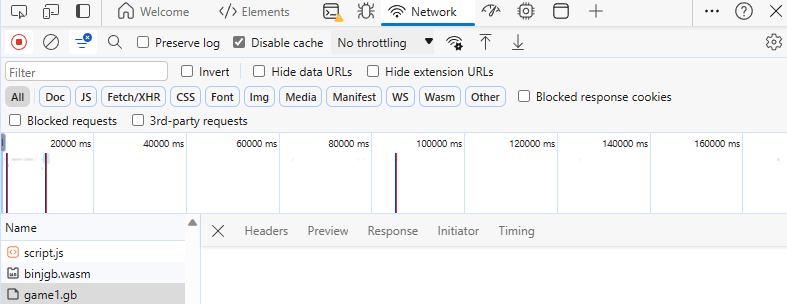 Welcome Elements Network
Preserve log Disable cache No throttling
Filter Invert Hide data URLs Hide extension URLs
All Doc JS Fetch/XHR CSS Font Img Media Manifest WS Wasm Other Blocked response cookies
Blocked requests 3rd-party requests
20000 ms 40000 ms 60000 ms 80000 ms 100000 ms 120000 ms 140000 ms 160000 ms
Name Headers Preview Response Initiator Timing
script.js
binjgb.wasm
game1.gb